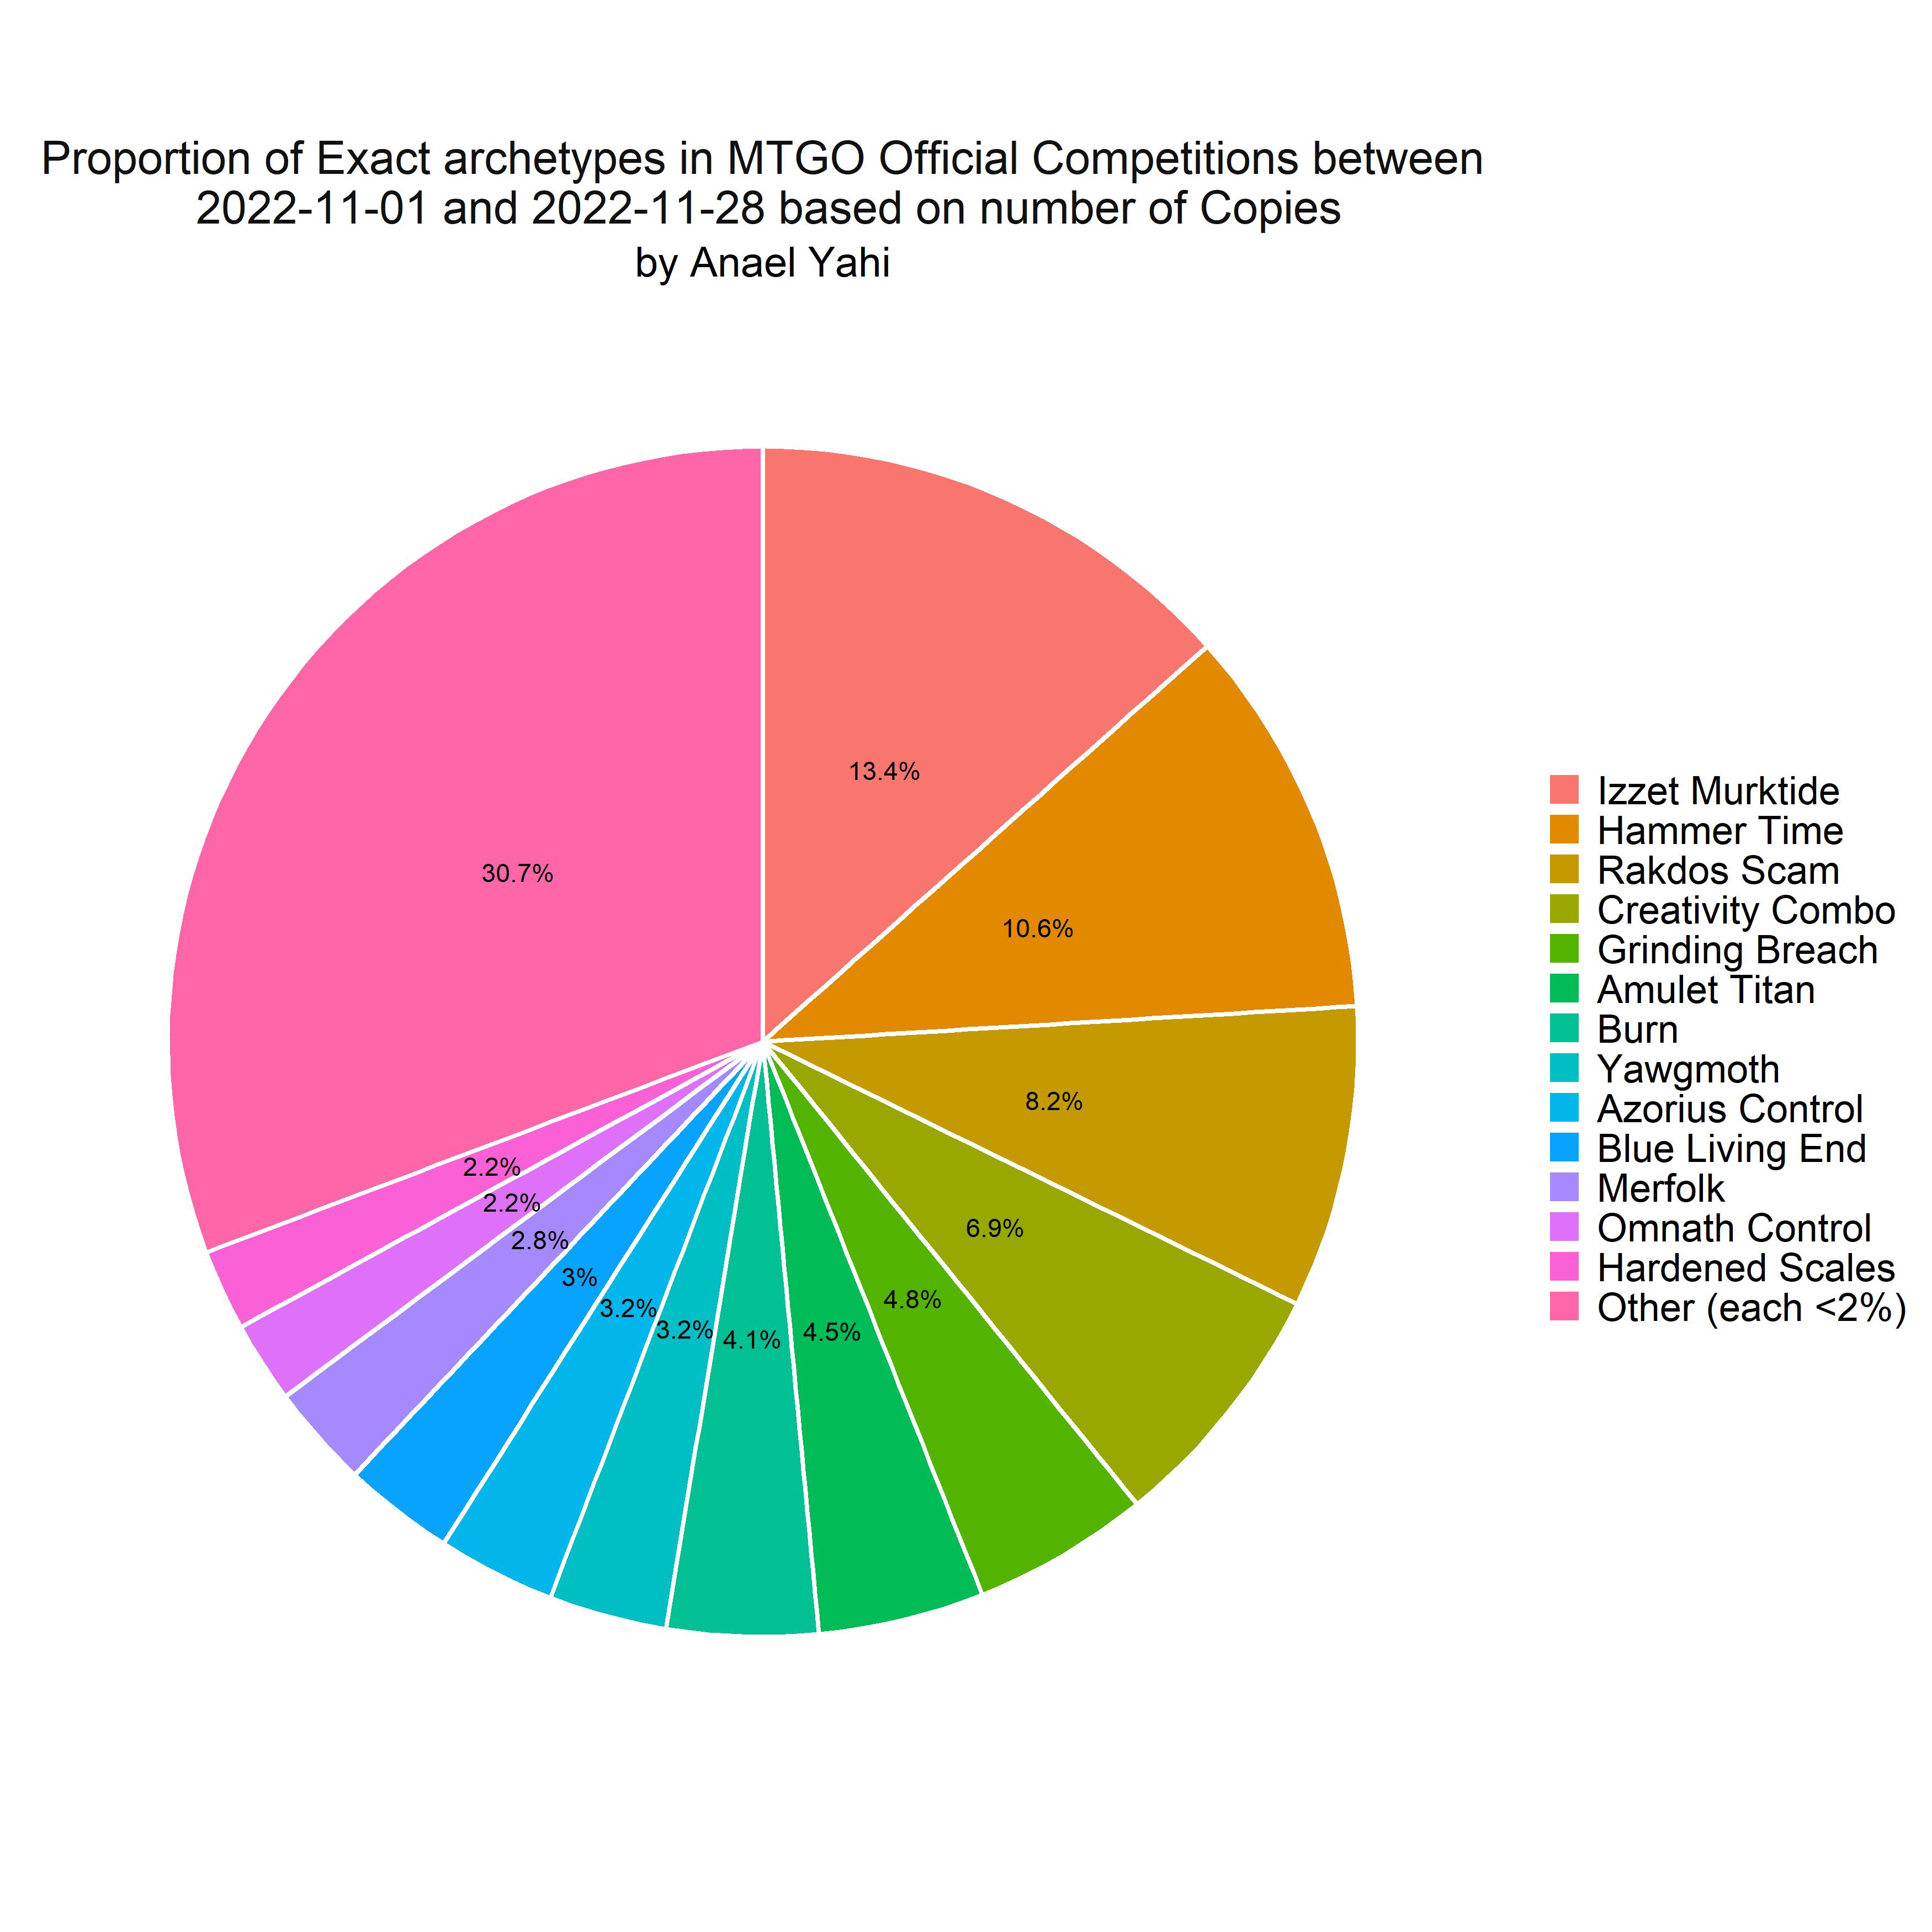 Proportion of Exact archetypes in MTGO Official Competitions between
2022-11-01 and 2022-11-28 based on number of Copies
by Anael Yahi
13.4%
10.6%
8.2%
6.9%
4.8%
4.5%
4.1%
3.2%
3.2%
3%
2.8%
2.2%
2.2%
30.7%
Izzet Murktide
Hammer Time
Rakdos Scam
Creativity Combo
Grinding Breach
Amulet Titan
Burn
Yawgmoth
Azorius Control
Blue Living End
Merfolk
Omnath Control
Hardened Scales
Other (each <2%)